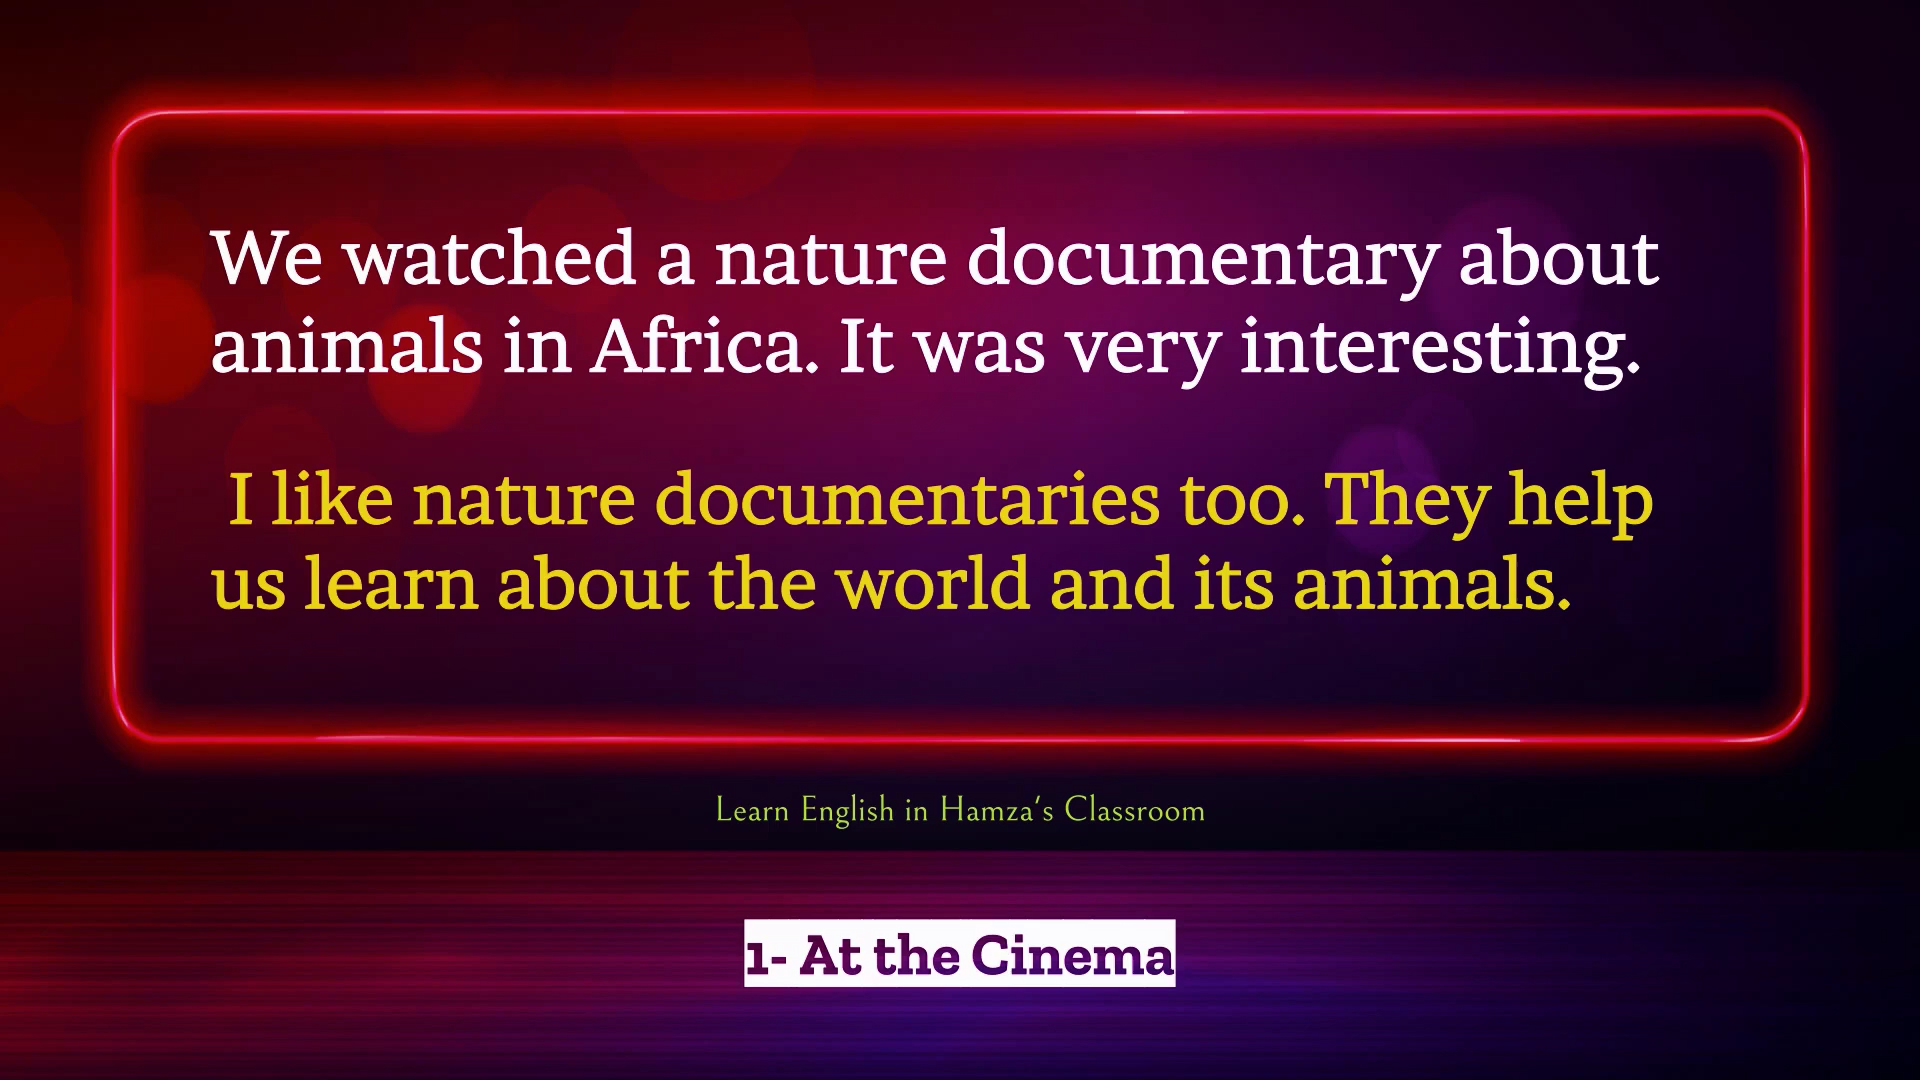 We watched a nature documentary about
animals in Africa. It was very interesting.
I like nature documentaries too. They help
us learn about the world and its animals.
Learn English in Hamza's Classroom
1- At the Cinema